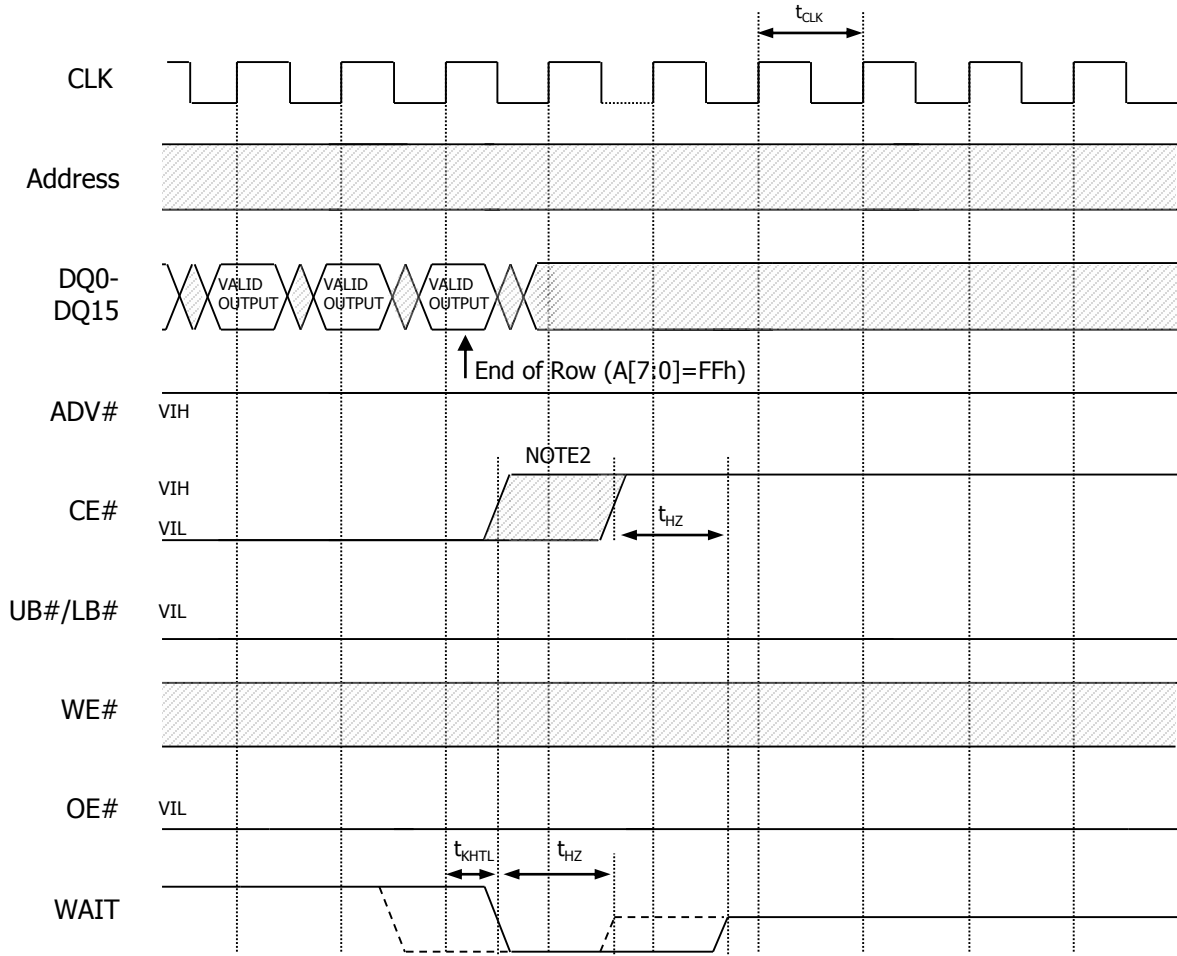 tCLK
CLK
Address
DQ0-
DQ15
VALID
OUTPUT
VALID
OUTPUT
VALID
OUTPUT
End of Row (A[7:0]=FFh)
ADV#
VIH
NOTE2
CE#
VIH
VIL
tHZ
UB#/LB#
VIL
WE#
OE#
VIL
tKHTL
tHZ
WAIT